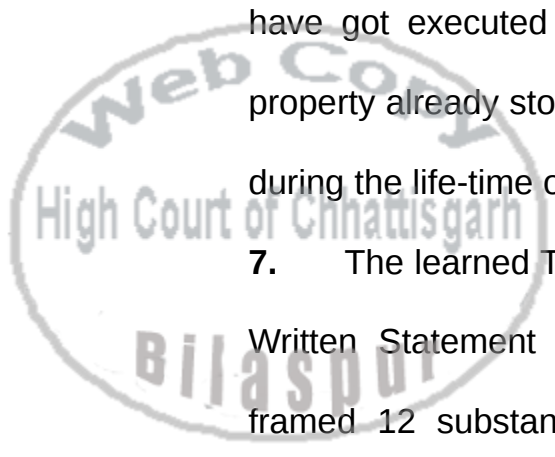 have got executed
property already sto
during the life-time o
7. The learned T
Written Statement
framed 12 substan
Web Copy
High Court of Chhattisgarh
Bilaspur